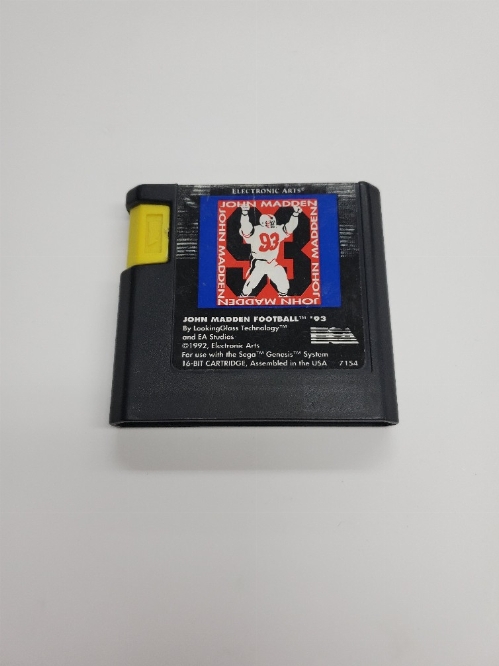 ELECTRONIC ARTS®
JOHN MADDEN
JOHN MADDEN
JOHN MADDEN
JOHN MADDEN
93
93
JOHN MADDEN FOOTBALL™ '93
By LookingGlass Technology™
and EA Studios
©1992, Electronic Arts
For use with the Sega™ Genesis™ System
16-BIT CARTRIDGE, Assembled in the USA 7154